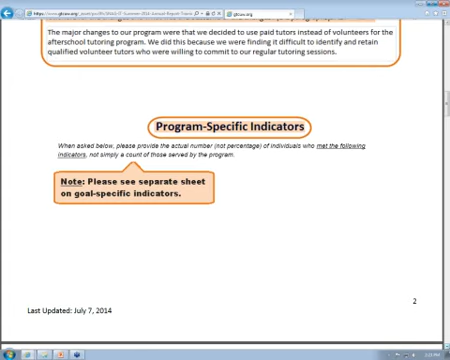 gtcuw.org
The major changes to our program were that we decided to use paid tutors instead of volunteers for the
afterschool tutoring program. We did this because we were finding it difficult to identify and retain
qualified volunteer tutors who were willing to commit to our regular tutoring sessions.
Program-Specific Indicators
When asked below, please provide the actual number (not percentage) of individuals who met the following
indicators, not simply a count of those served by the program.
Note: Please see separate sheet
on goal-specific indicators.
2
Last Updated: July 7, 2014